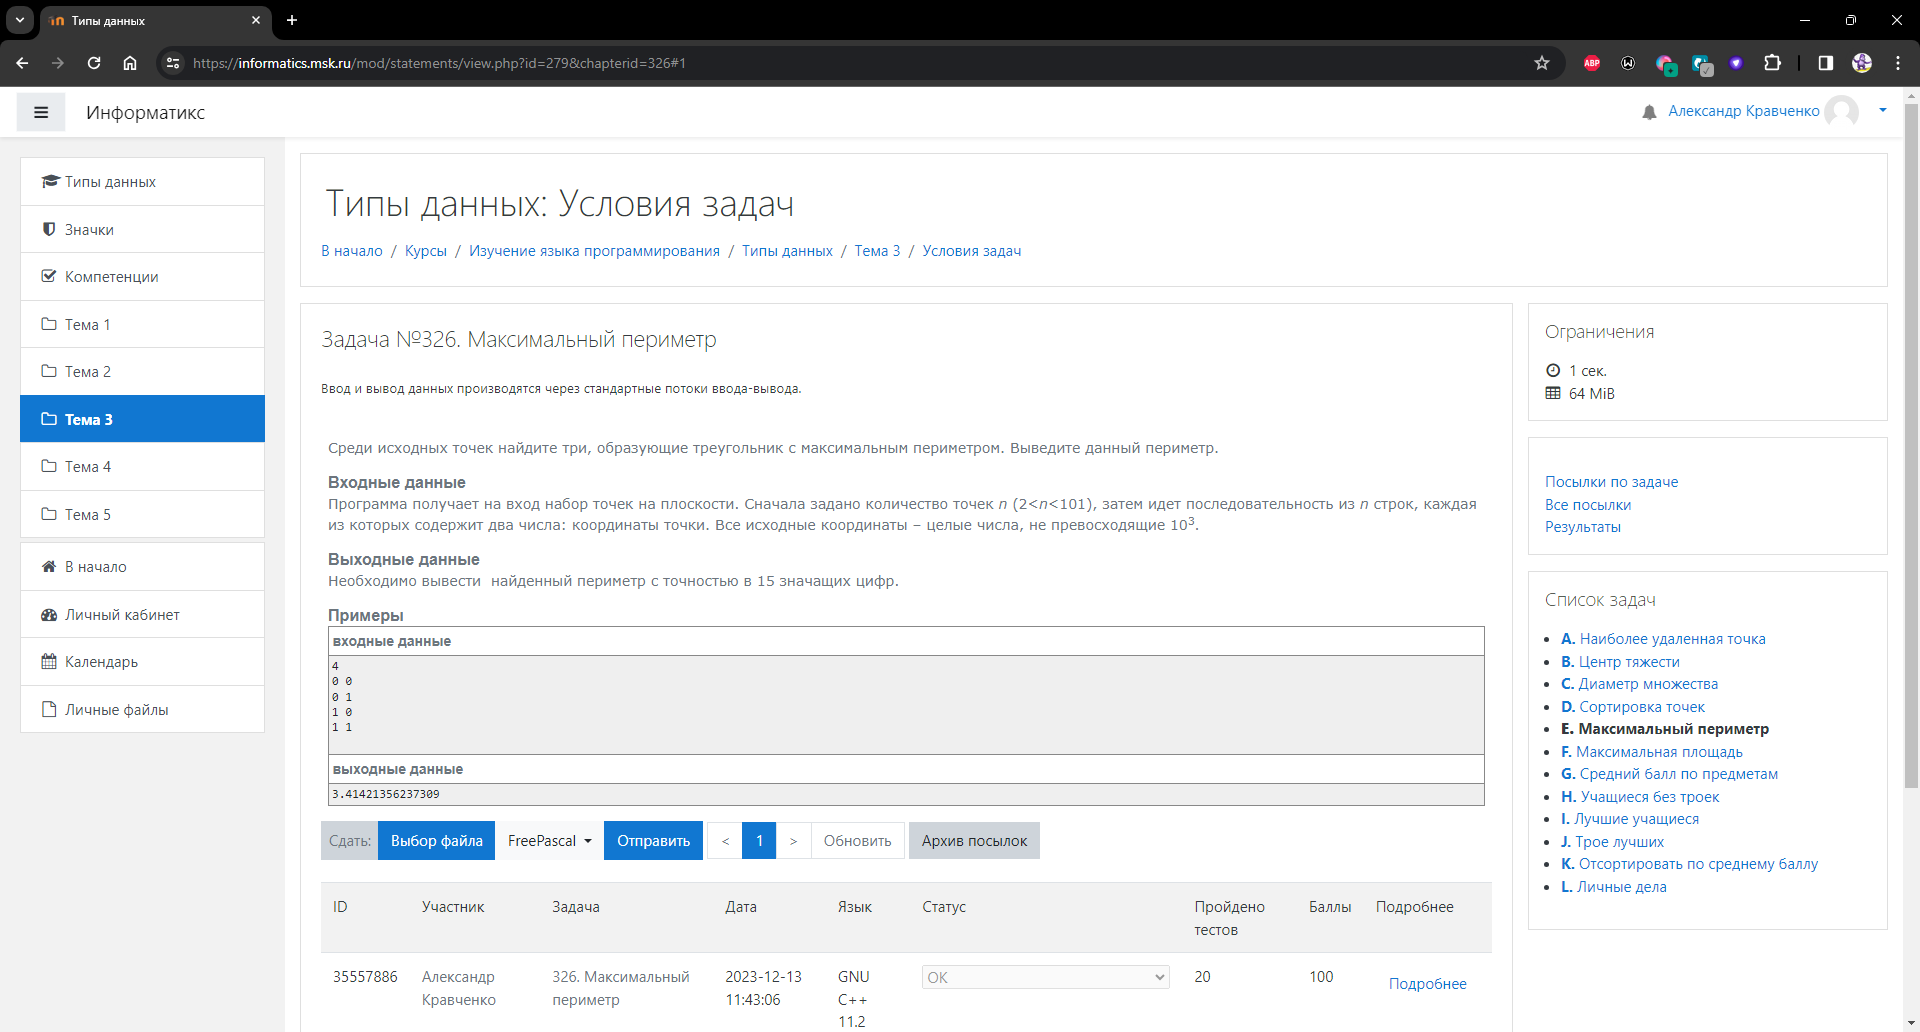 Типы данных
https://informatics.msk.ru/mod/statements/view.php?id=279&chapterid=326#1
ABP
Информатикс
Александр Кравченко
Типы данных
Значки
Компетенции
Тема 1
Тема 2
Тема 3
Тема 4
Тема 5
В начало
Личный кабинет
Календарь
Личные файлы
Типы данных: Условия задач
В начало / Курсы / Изучение языка программирования / Типы данных / Тема 3 / Условия задач
Задача №326. Максимальный периметр
Ввод и вывод данных производятся через стандартные потоки ввода-вывода.
Среди исходных точек найдите три, образующие треугольник с максимальным периметром. Выведите данный периметр.
Входные данные
Программа получает на вход набор точек на плоскости. Сначала задано количество точек n (2<n<101), затем идет последовательность из n строк, каждая
из которых содержит два числа: координаты точки. Все исходные координаты – целые числа, не превосходящие 10³.
Выходные данные
Необходимо вывести  найденный периметр с точностью в 15 значащих цифр.
Примеры
входные данные
4
0 0
0 1
1 0
1 1
выходные данные
3.41421356237309
Сдать: Выбор файла FreePascal Отправить < 1 > Обновить Архив посылок
ID Участник Задача Дата Язык Статус Пройдено тестов Баллы Подробнее
35557886 Александр Кравченко 326. Максимальный периметр 2023-12-13 11:43:06 GNU C++ 11.2 OK 20 100 Подробнее
Ограничения
1 сек.
64 MiB
Посылки по задаче
Все посылки
Результаты
Список задач
A. Наиболее удаленная точка
B. Центр тяжести
C. Диаметр множества
D. Сортировка точек
E. Максимальный периметр
F. Максимальная площадь
G. Средний балл по предметам
H. Учащиеся без троек
I. Лучшие учащиеся
J. Трое лучших
K. Отсортировать по среднему баллу
L. Личные дела